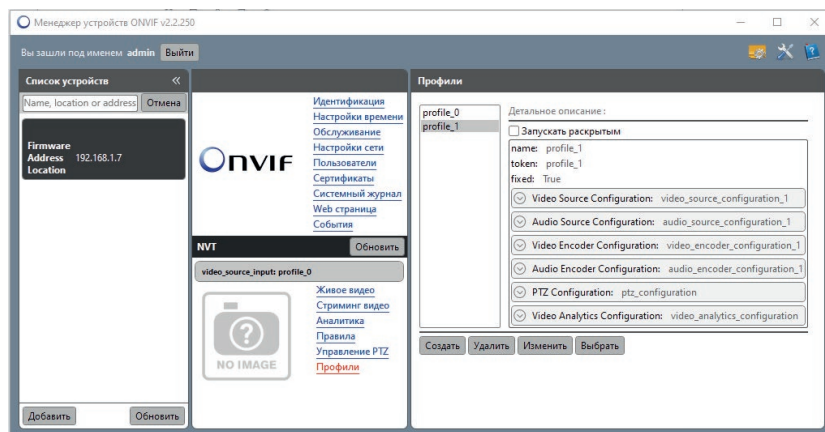 Менеджер устройств ONVIF v2.2.250
Вы зашли под именем admin Выйти
Список устройств
Name, location or address Отмена
Firmware
Address 192.168.1.7
Location
Добавить Обновить
ONVIF
Идентификация
Настройки времени
Обслуживание
Настройки сети
Пользователи
Сертификаты
Системный журнал
Web страница
События
NVT Обновить
video_source_input: profile_0
NO IMAGE
Живое видео
Стриминг видео
Аналитика
Правила
Управление PTZ
Профили
Профили
profile_0
profile_1
Детальное описание :
Запускать раскрытым
name: profile_1
token: profile_1
fixed: True
Video Source Configuration: video_source_configuration_1
Audio Source Configuration: audio_source_configuration_1
Video Encoder Configuration: video_encoder_configuration_1
Audio Encoder Configuration: audio_encoder_configuration_1
PTZ Configuration: ptz_configuration
Video Analytics Configuration: video_analytics_configuration
Создать Удалить Изменить Выбрать